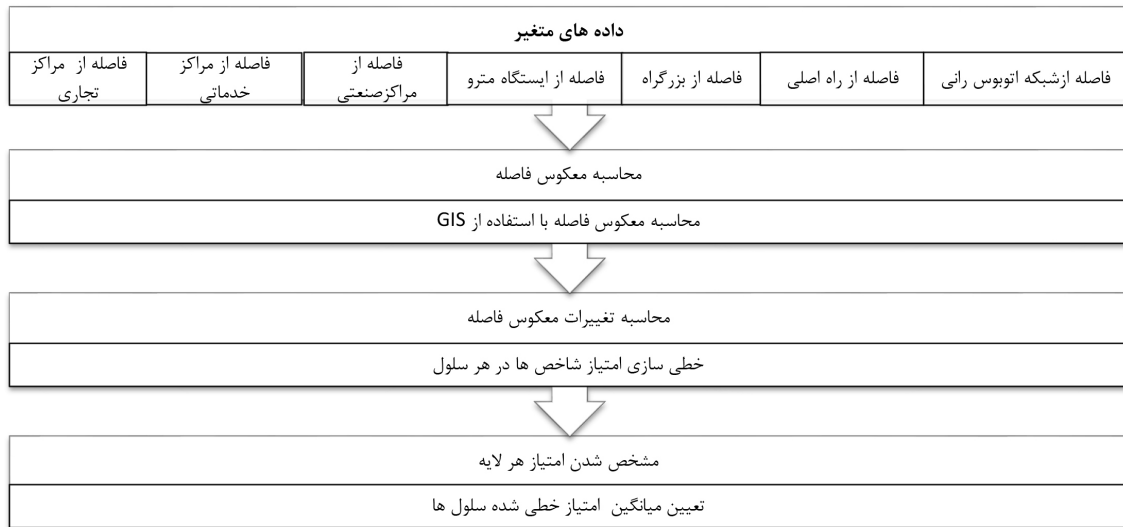 داده های متغیر
فاصله ازشبکه اتوبوس رانی
فاصله از راه اصلی
فاصله از بزرگراه
فاصله از ایستگاه مترو
فاصله از
مراکزصنعتی
فاصله از مراکز
خدماتی
فاصله از مراکز
تجاری
محاسبه معکوس فاصله
محاسبه معکوس فاصله با استفاده از GIS
محاسبه تغییرات معکوس فاصله
خطی سازی امتیاز شاخص ها در هر سلول
مشخص شدن امتیاز هر لایه
تعیین میانگین امتیاز خطی شده سلول ها